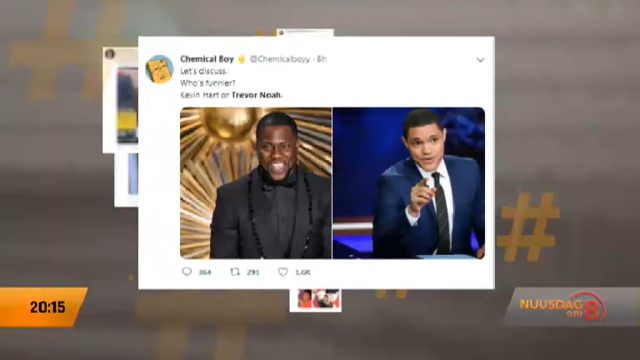 Chemical Boy @Chemicalboyy · 8h
Let's discuss.
Who's funnier?
Kevin Hart or Trevor Noah.
364 291 1.6K
20:15
NUUSDAG
OM 8
#